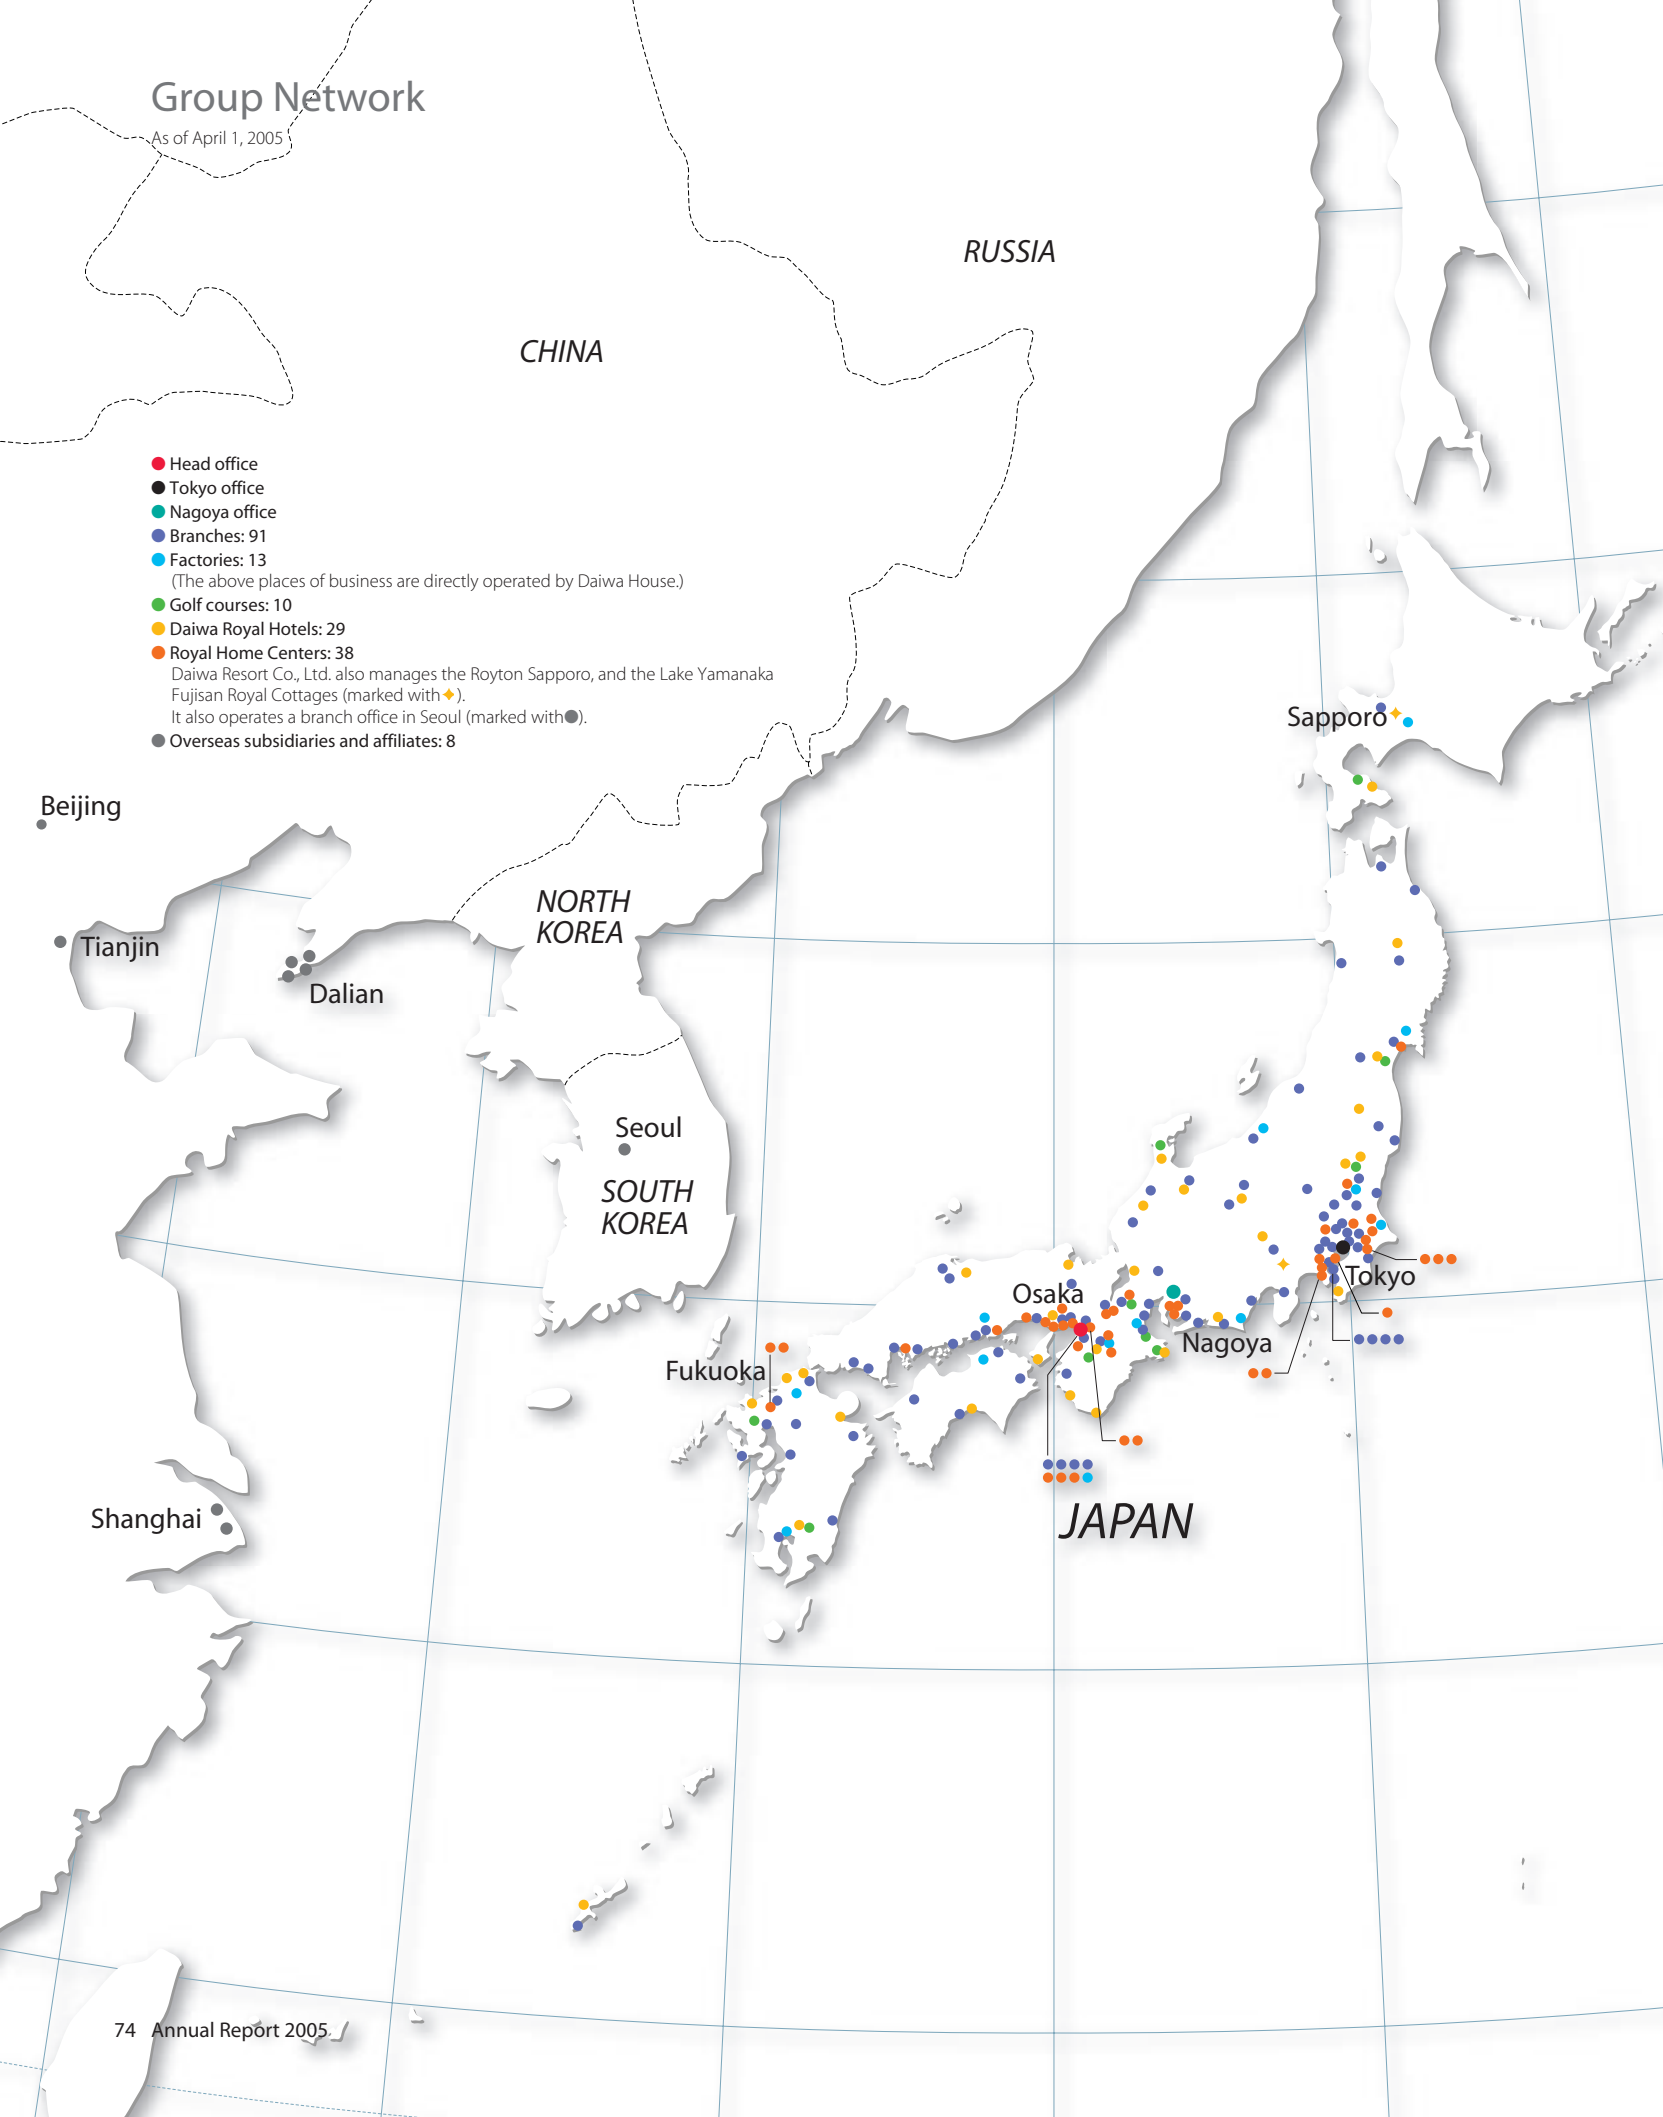 Group Network
As of April 1, 2005
RUSSIA
CHINA
Head office
Tokyo office
Nagoya office
Branches: 91
Factories: 13
(The above places of business are directly operated by Daiwa House.)
Golf courses: 10
Daiwa Royal Hotels: 29
Royal Home Centers: 38
Daiwa Resort Co., Ltd. also manages the Royton Sapporo, and the Lake Yamanaka
Fujisan Royal Cottages (marked with✦).
It also operates a branch office in Seoul (marked with●).
Overseas subsidiaries and affiliates: 8
Sapporo
Beijing
NORTH
KOREA
Tianjin
Dalian
Seoul
SOUTH
KOREA
Tokyo
Osaka
Nagoya
Fukuoka
Shanghai
JAPAN
74 Annual Report 2005